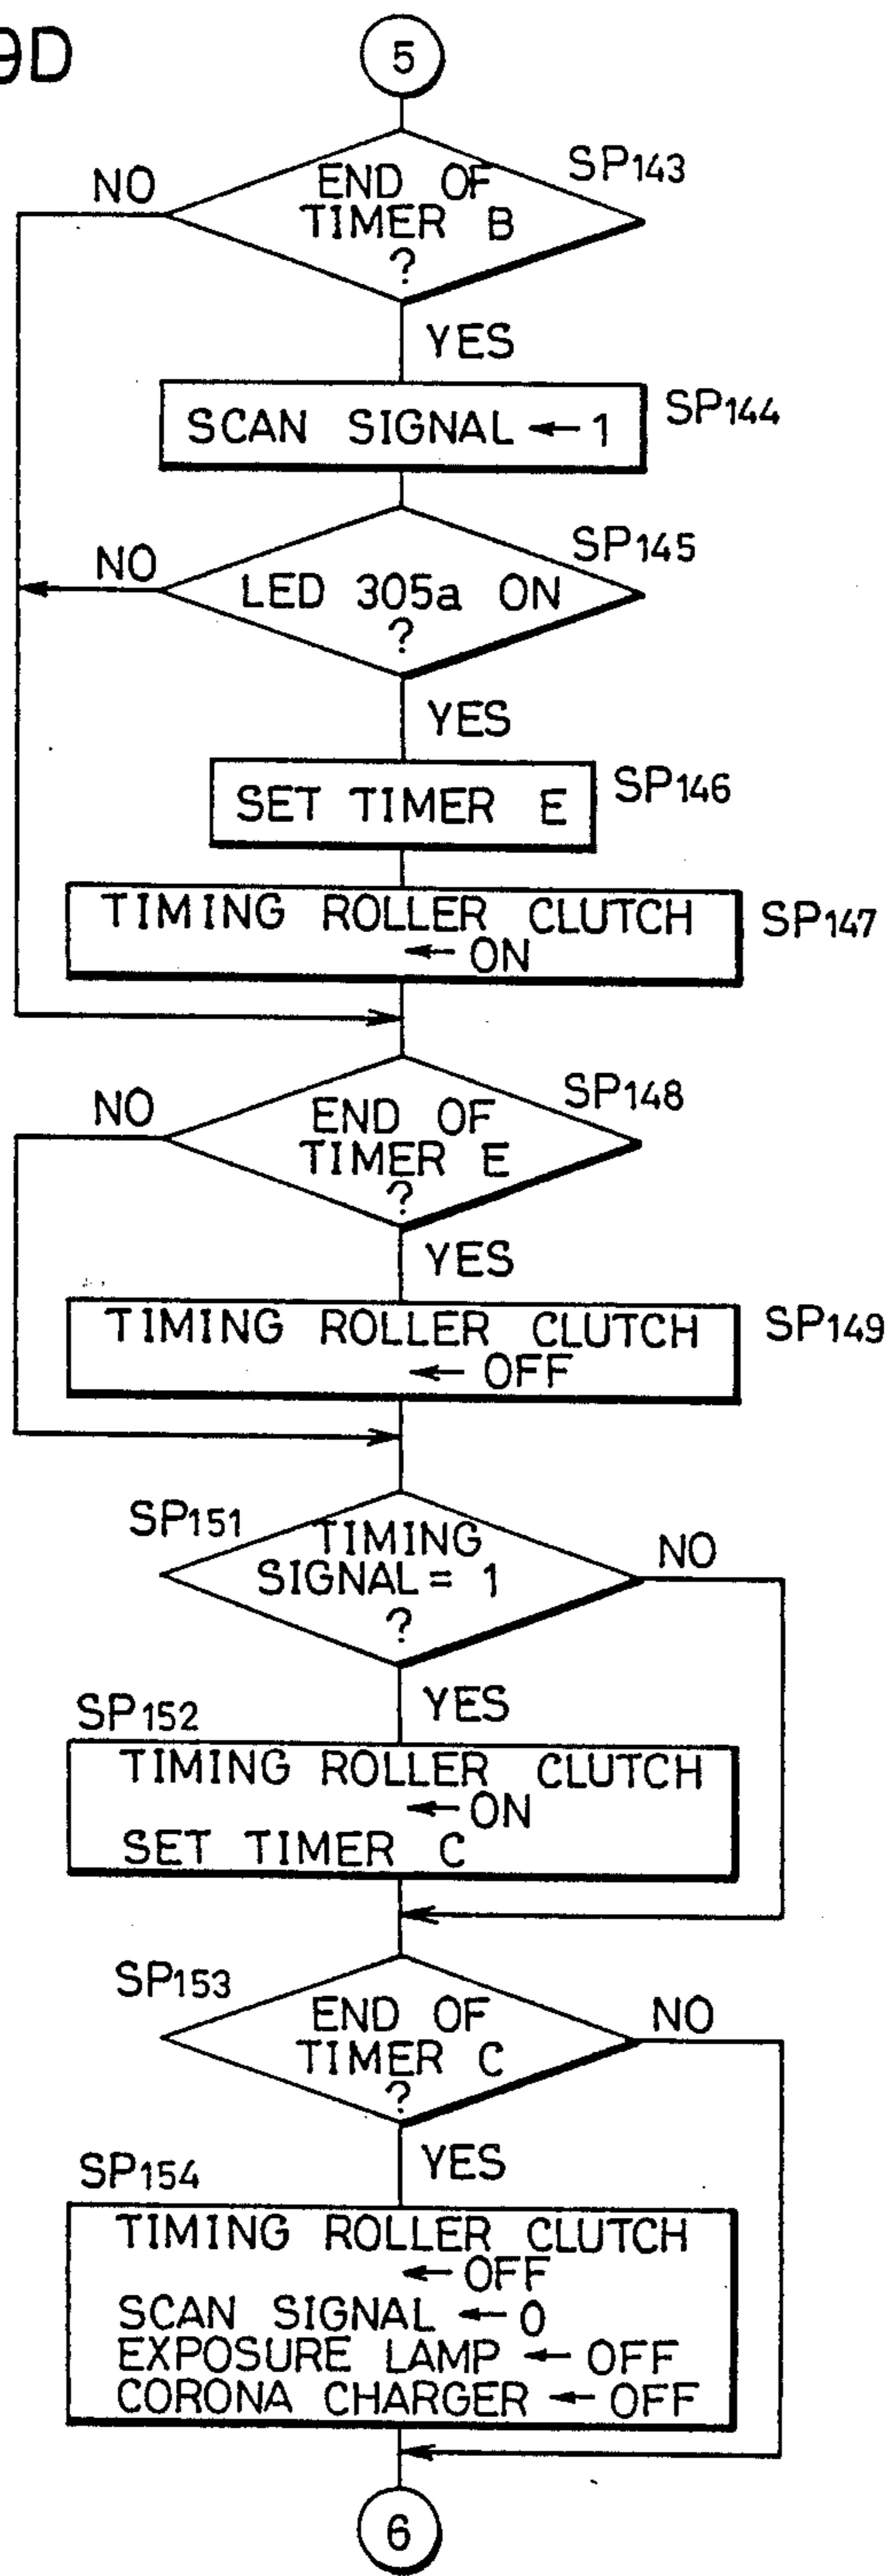 9D
5
END OF
TIMER B
?
SP143
NO
YES
SCAN SIGNAL ← 1
SP144
LED 305a ON
?
SP145
NO
YES
SET TIMER E
SP146
TIMING ROLLER CLUTCH
← ON
SP147
END OF
TIMER E
?
SP148
NO
YES
TIMING ROLLER CLUTCH
← OFF
SP149
SP151
TIMING
SIGNAL = 1
?
NO
YES
SP152
TIMING ROLLER CLUTCH
← ON
SET TIMER C
SP153
END OF
TIMER C
?
NO
YES
SP154
TIMING ROLLER CLUTCH
← OFF
SCAN SIGNAL ← 0
EXPOSURE LAMP ← OFF
CORONA CHARGER ← OFF
6